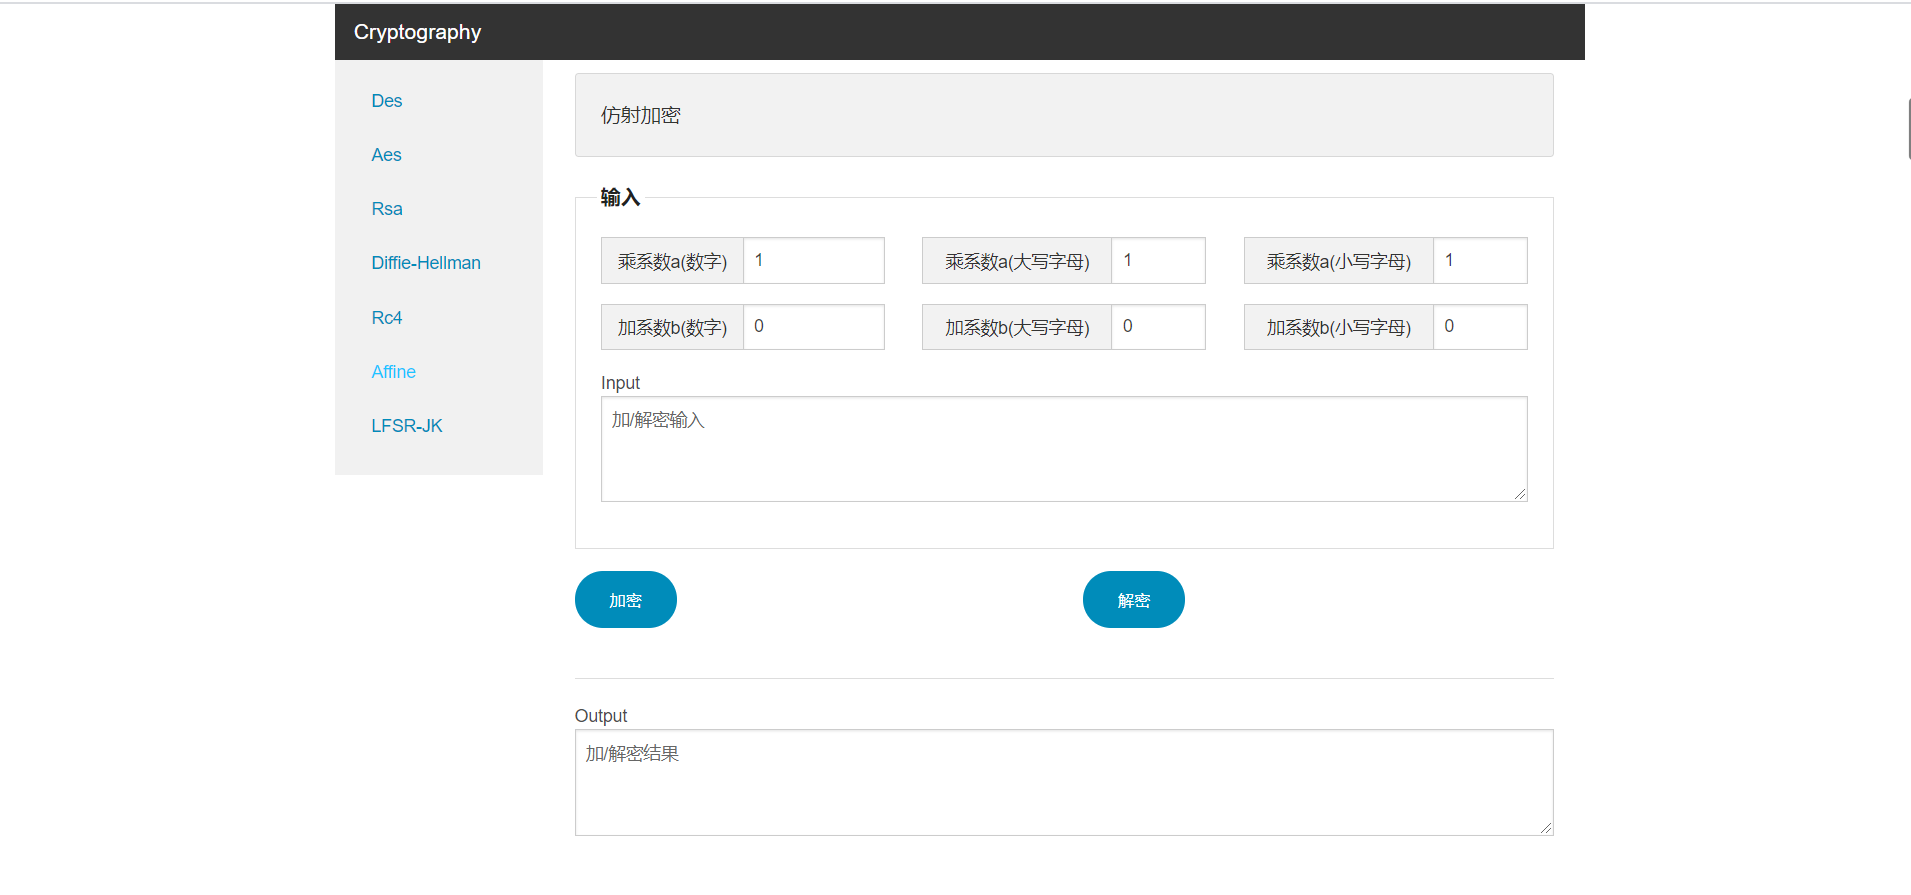 Cryptography
Des
Aes
Rsa
Diffie-Hellman
Rc4
Affine
LFSR-JK
仿射加密
输入
乘系数a(数字) 1 乘系数a(大写字母) 1 乘系数a(小写字母) 1
加系数b(数字) 0 加系数b(大写字母) 0 加系数b(小写字母) 0
Input
加/解密输入
加密 解密
Output
加/解密结果